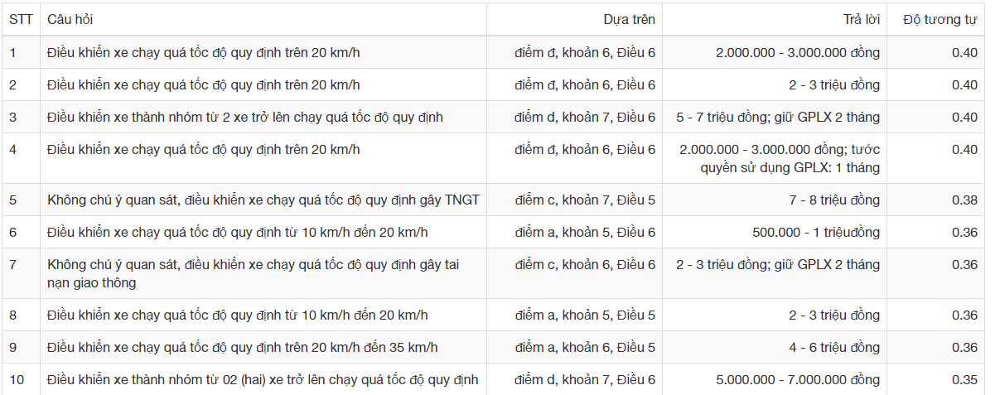 STT Câu hỏi Dựa trên Trả lời Độ tương tự
1 Điều khiển xe chạy quá tốc độ quy định trên 20 km/h điểm đ, khoản 6, Điều 6 2.000.000 - 3.000.000 đồng 0.40
2 Điều khiển xe chạy quá tốc độ quy định trên 20 km/h điểm đ, khoản 6, Điều 6 2 - 3 triệu đồng 0.40
3 Điều khiển xe thành nhóm từ 2 xe trở lên chạy quá tốc độ quy định điểm d, khoản 7, Điều 6 5 - 7 triệu đồng; giữ GPLX 2 tháng 0.40
4 Điều khiển xe chạy quá tốc độ quy định trên 20 km/h điểm đ, khoản 6, Điều 6 2.000.000 - 3.000.000 đồng; tước 0.40
quyền sử dụng GPLX: 1 tháng
5 Không chú ý quan sát, điều khiển xe chạy quá tốc độ quy định gây TNGT điểm c, khoản 7, Điều 5 7 - 8 triệu đồng 0.38
6 Điều khiển xe chạy quá tốc độ quy định từ 10 km/h đến 20 km/h điểm a, khoản 5, Điều 6 500.000 - 1 triệuđồng 0.36
7 Không chú ý quan sát, điều khiển xe chạy quá tốc độ quy định gây tai điểm c, khoản 6, Điều 6 2 - 3 triệu đồng; giữ GPLX 2 tháng 0.36
nạn giao thông
8 Điều khiển xe chạy quá tốc độ quy định từ 10 km/h đến 20 km/h điểm a, khoản 5, Điều 5 2 - 3 triệu đồng 0.36
9 Điều khiển xe chạy quá tốc độ quy định trên 20 km/h đến 35 km/h điểm a, khoản 6, Điều 5 4 - 6 triệu đồng 0.36
10 Điều khiển xe thành nhóm từ 02 (hai) xe trở lên chạy quá tốc độ quy định điểm d, khoản 7, Điều 6 5.000.000 - 7.000.000 đồng 0.35